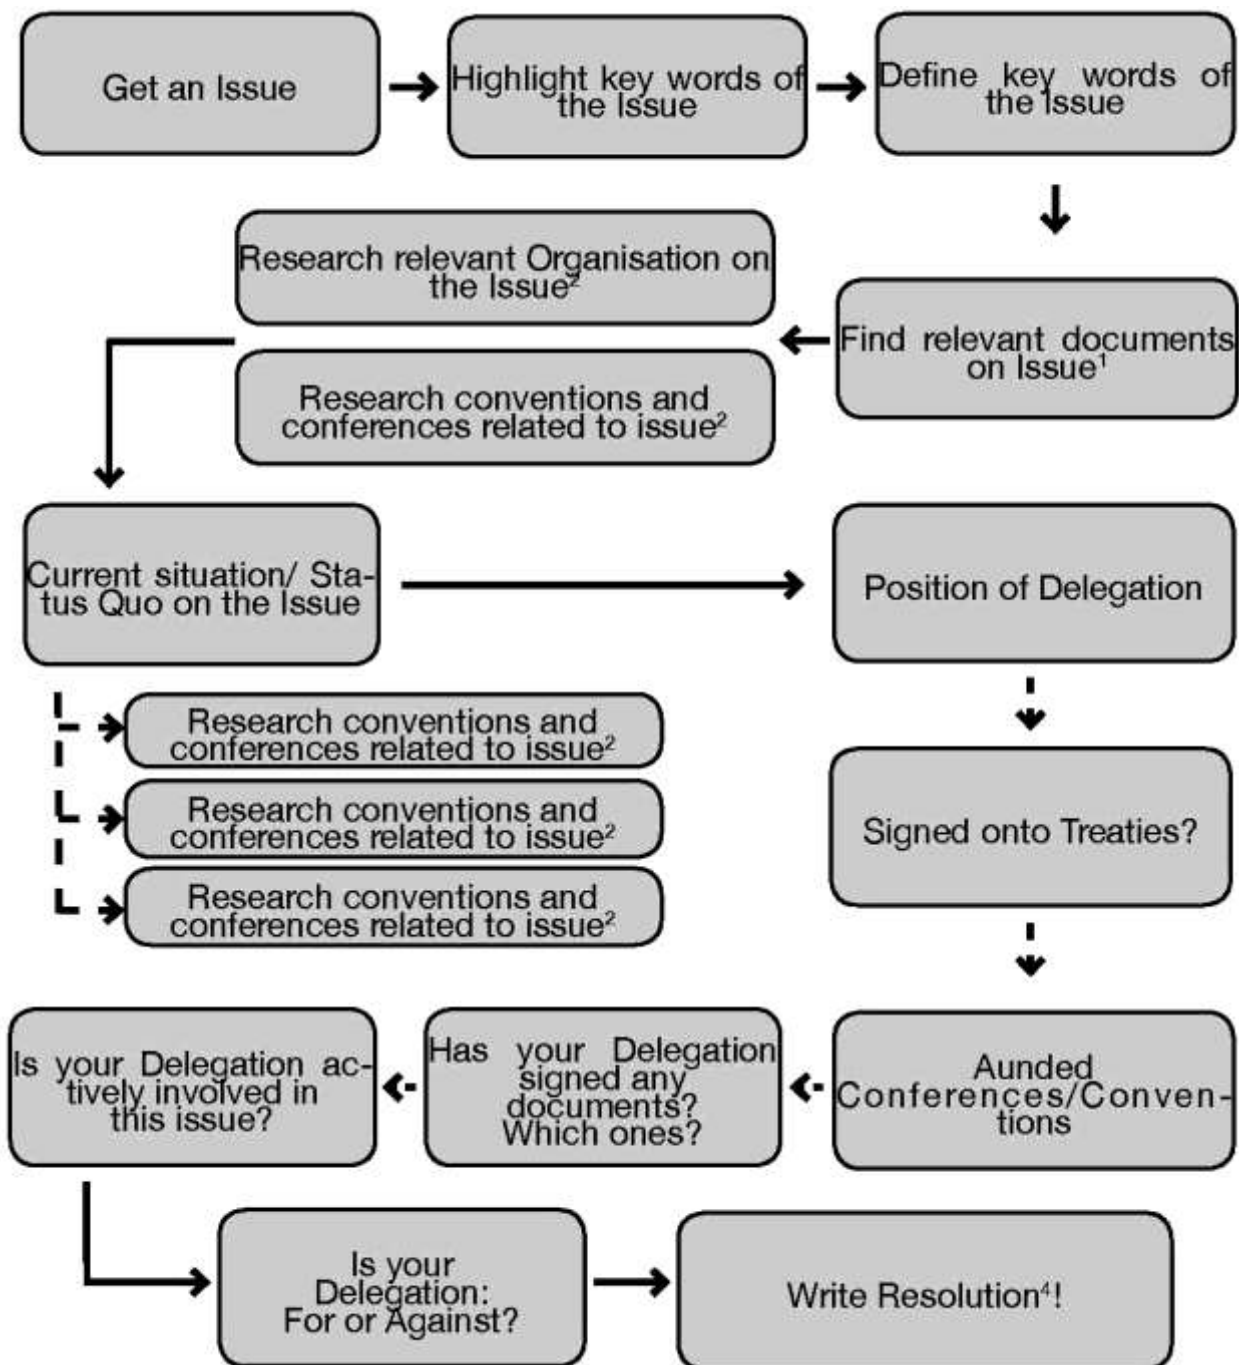 Get an Issue
Highlight key words of
the Issue
Define key words of
the Issue
Research relevant Organisation on
the Issue²
Find relevant documents
on Issue¹
Research conventions and
conferences related to issue²
Current situation/ Sta-
tus Quo on the Issue
Position of Delegation
Research conventions and
conferences related to issue²
Research conventions and
conferences related to issue²
Research conventions and
conferences related to issue²
Signed onto Treaties?
Is your Delegation ac-
tively involved in
this issue?
Has your Delegation
signed any
documents?
Which ones?
Aunded
Conferences/Conven-
tions
Is your
Delegation:
For or Against?
Write Resolution⁴!